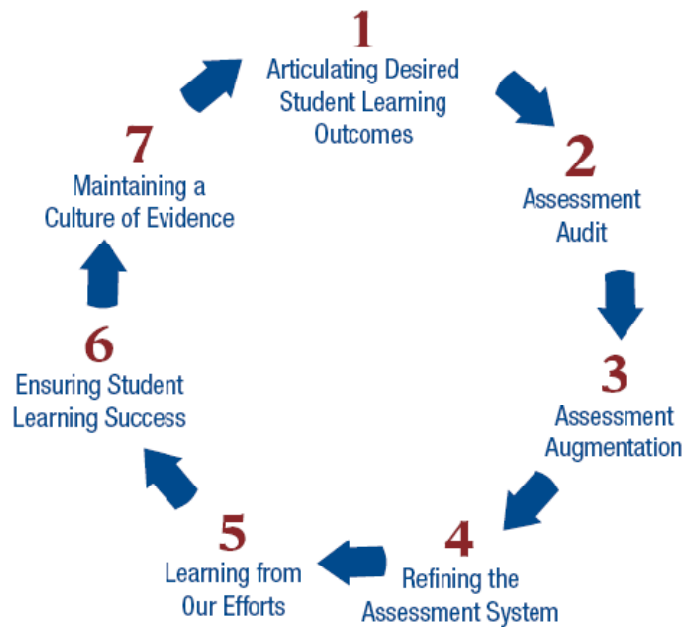 1
Articulating Desired
Student Learning
Outcomes
2
Assessment
Audit
3
Assessment
Augmentation
4
Refining the
Assessment System
5
Learning from
Our Efforts
6
Ensuring Student
Learning Success
7
Maintaining a
Culture of Evidence